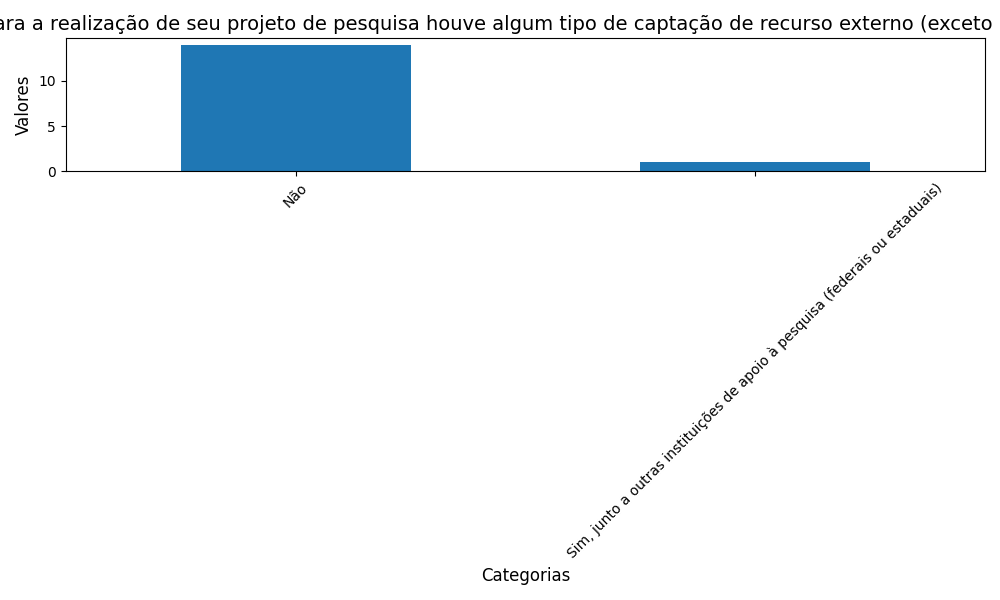 ara a realização de seu projeto de pesquisa houve algum tipo de captação de recurso externo (exceto
Valores
10
5
0
Não
Sim, junto a outras instituições de apoio à pesquisa (federais ou estaduais)
Categorias